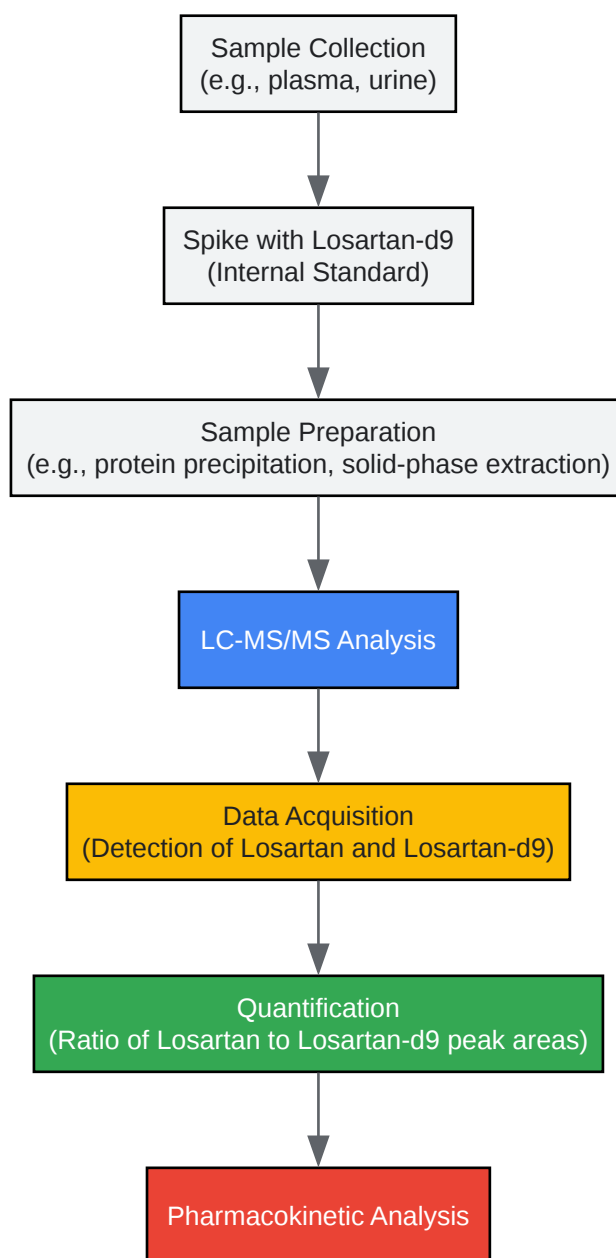 Sample Collection
(e.g., plasma, urine)
Spike with Losartan-d9
(Internal Standard)
Sample Preparation
(e.g., protein precipitation, solid-phase extraction)
LC-MS/MS Analysis
Data Acquisition
(Detection of Losartan and Losartan-d9)
Quantification
(Ratio of Losartan to Losartan-d9 peak areas)
Pharmacokinetic Analysis